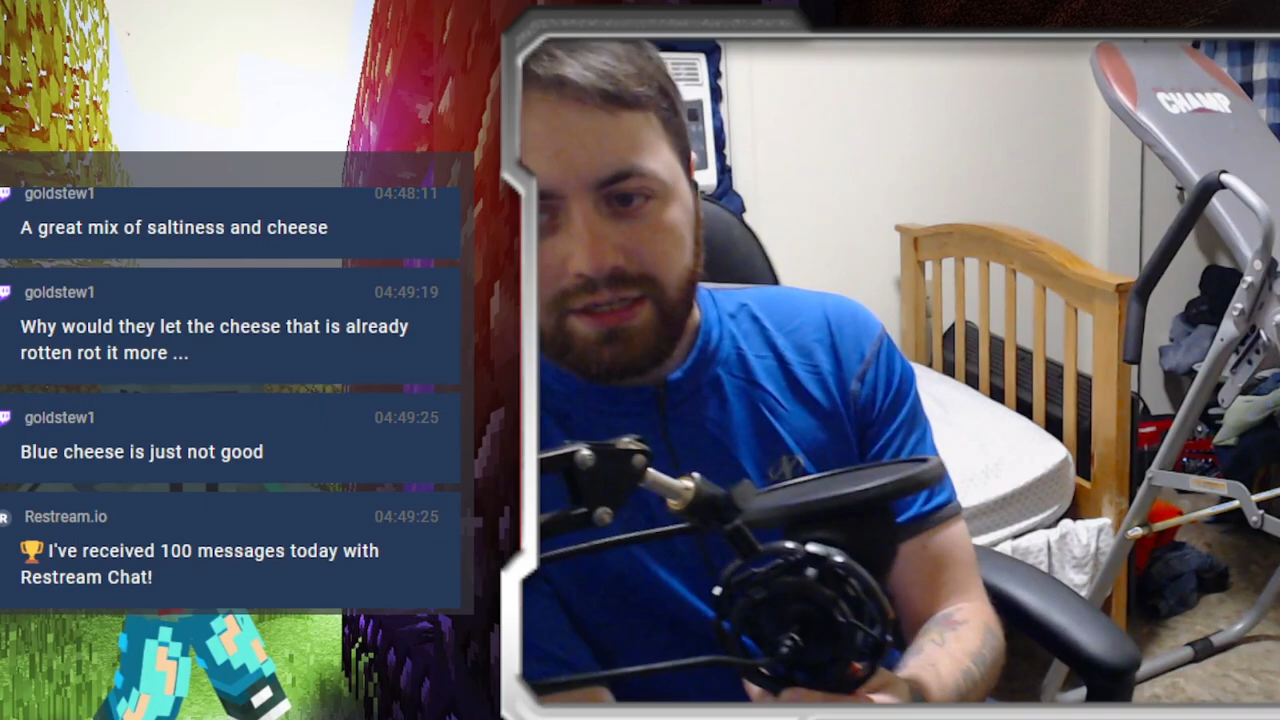 goldstew1 04:48:11
A great mix of saltiness and cheese
goldstew1 04:49:19
Why would they let the cheese that is already
rotten rot it more ...
goldstew1 04:49:25
Blue cheese is just not good
R Restream.io 04:49:25
🏆I've received 100 messages today with
Restream Chat!
CHAMP